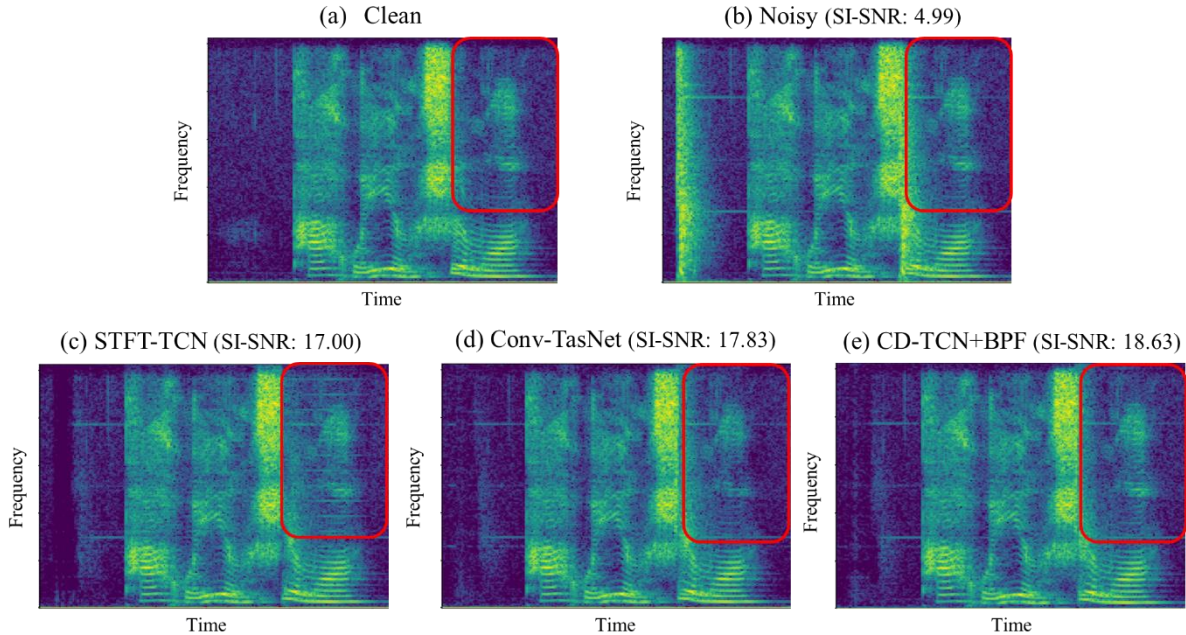 (a) Clean
(b) Noisy (SI-SNR: 4.99)
Frequency
Frequency
Time
Time
(c) STFT-TCN (SI-SNR: 17.00)
(d) Conv-TasNet (SI-SNR: 17.83)
(e) CD-TCN+BPF (SI-SNR: 18.63)
Frequency
Frequency
Frequency
Time
Time
Time